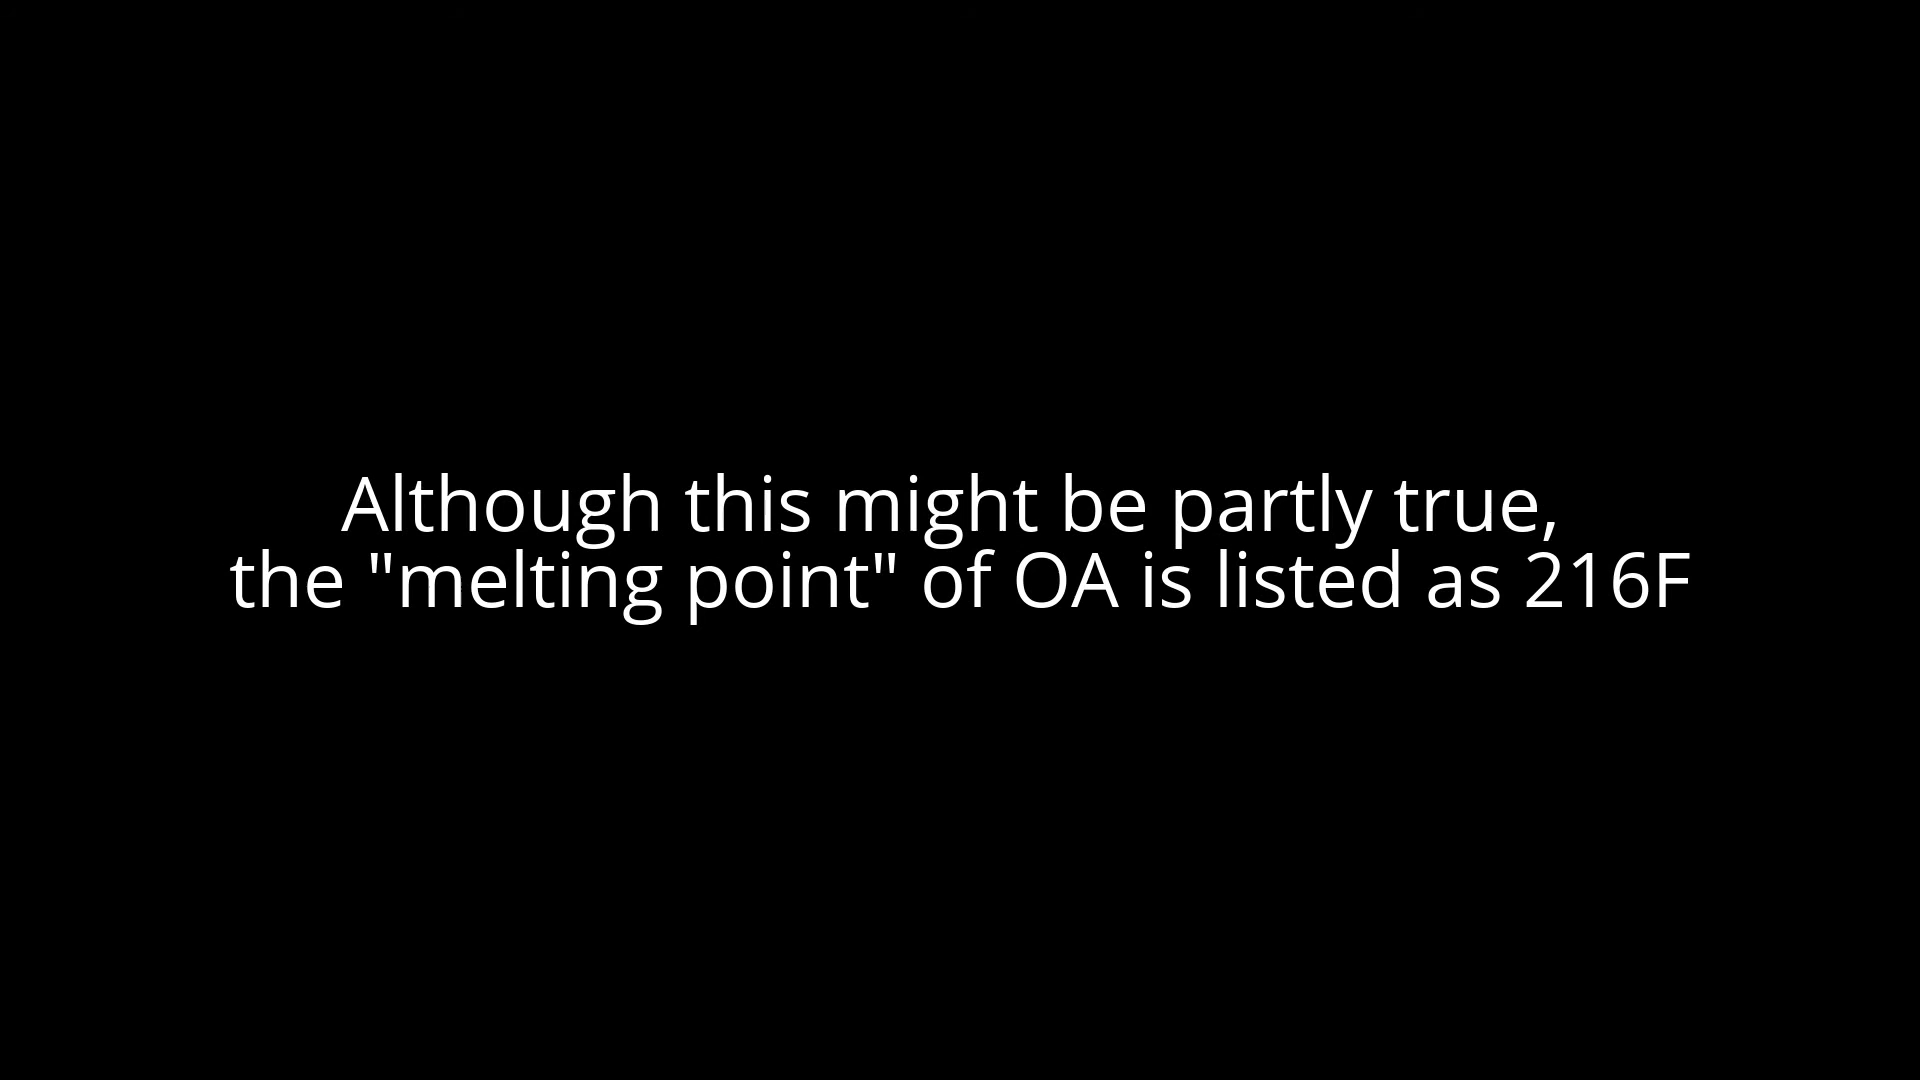 Although this might be partly true,
the "melting point" of OA is listed as 216F